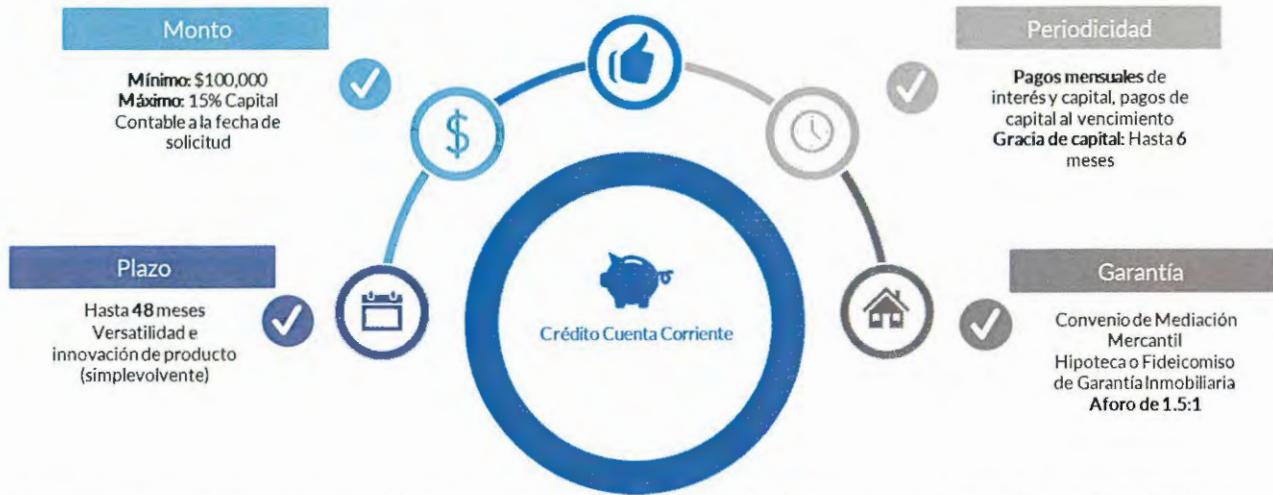 Monto
Mínimo: $100,000
Máximo: 15% Capital
Contable a la fecha de
solicitud
Plazo
Hasta 48 meses
Versatilidad e
innovación de producto
(simplevolvente)
$
Crédito Cuenta Corriente
Periodicidad
Pagos mensuales de
interés y capital, pagos de
capital al vencimiento
Gracia de capital: Hasta 6
meses
Garantía
Convenio de Mediación
Mercantil
Hipoteca o Fideicomiso
de Garantía Inmobiliaria
Aforo de 1.5:1